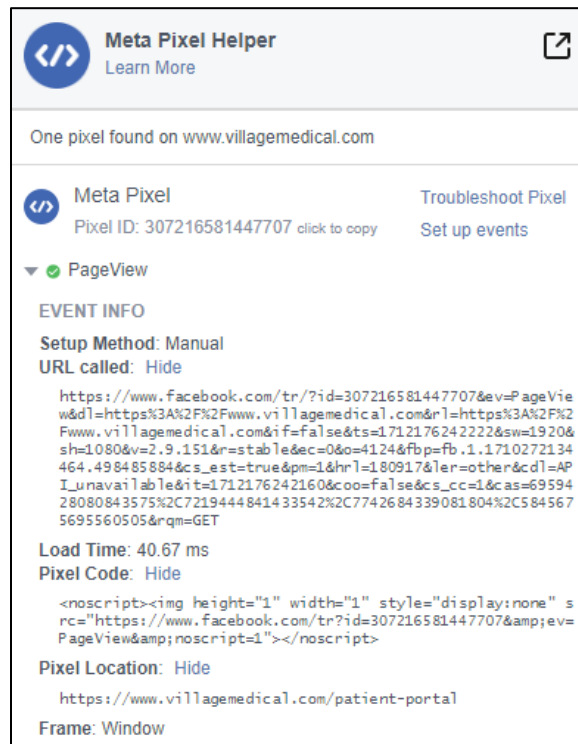 </>
Meta Pixel Helper
Learn More
One pixel found on www.villagemedical.com
</>
Meta Pixel
Troubleshoot Pixel
Pixel ID: 307216581447707 click to copy
Set up events
PageView
EVENT INFO
Setup Method: Manual
URL called: Hide
https://www.facebook.com/tr/?id=307216581447707&ev=PageVie
w&dl=https%3A%2F%2Fwww.villagemedical.com&rl=https%3A%2F%2
Fwww.villagemedical.com&if=false&ts=1712176242222&sw=1920&
sh=1080&v=2.9.151&r=stable&ec=0&o=4124&fbp=fb.1.1710272134
464.498485884&cs_est=true&pm=1&hrl=180917&ler=other&cdl=AP
I_unavailable&it=1712176242160&coo=false&cs_cc=1&cas=69594
28080843575%2C7219444841433542%2C7742684339081804%2C584567
5695560505&rqm=GET
Load Time: 40.67 ms
Pixel Code: Hide
<noscript><img height="1" width="1" style="display:none" s
rc="https://www.facebook.com/tr?id=307216581447707&amp;ev=
PageView&amp;noscript=1"></noscript>
Pixel Location: Hide
https://www.villagemedical.com/patient-portal
Frame: Window